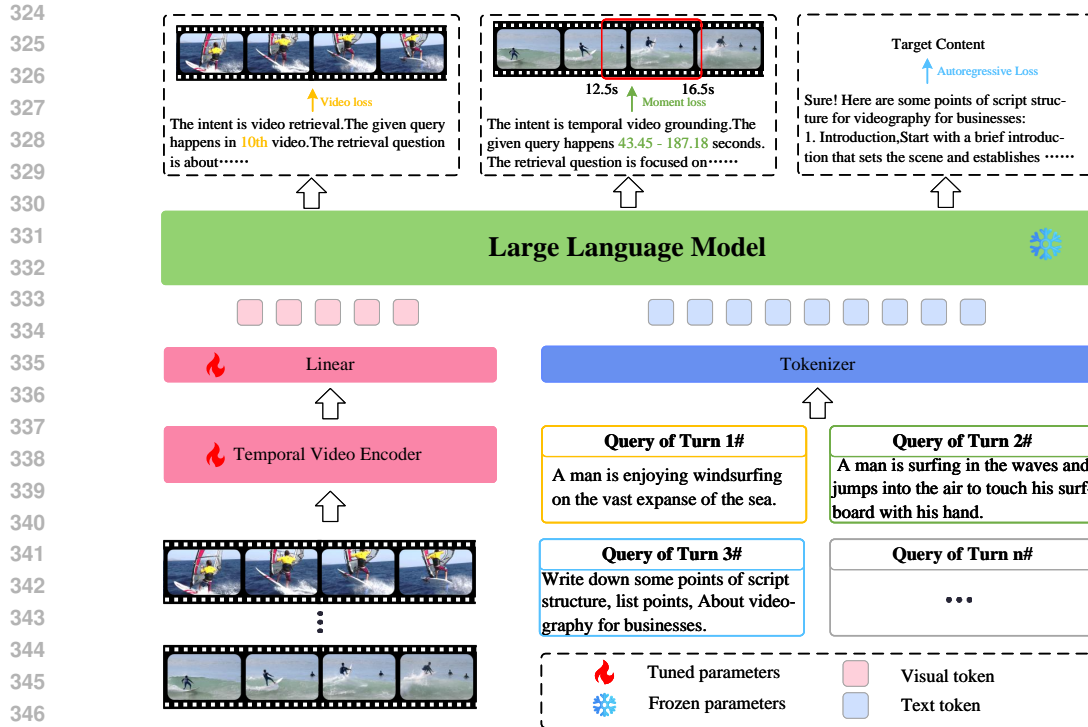 324
325
326
327
328
329
330
331
332
333
334
335
336
337
338
339
340
341
342
343
344
345
346
Video loss
The intent is video retrieval.The given query
happens in 10th video.The retrieval question
is about······
12.5s 16.5s
Moment loss
The intent is temporal video grounding.The
given query happens 43.45 - 187.18 seconds.
The retrieval question is focused on······
Target Content
Autoregressive Loss
Sure! Here are some points of script struc-
ture for videography for businesses:
1. Introduction,Start with a brief introduc-
tion that sets the scene and establishes ······
Large Language Model
Linear
Tokenizer
Temporal Video Encoder
Query of Turn 1#
A man is enjoying windsurfing
on the vast expanse of the sea.
Query of Turn 2#
A man is surfing in the waves and
jumps into the air to touch his surf-
board with his hand.
Query of Turn 3#
Write down some points of script
structure, list points, About video-
graphy for businesses.
Query of Turn n#
•••
Tuned parameters
Visual token
Frozen parameters
Text token